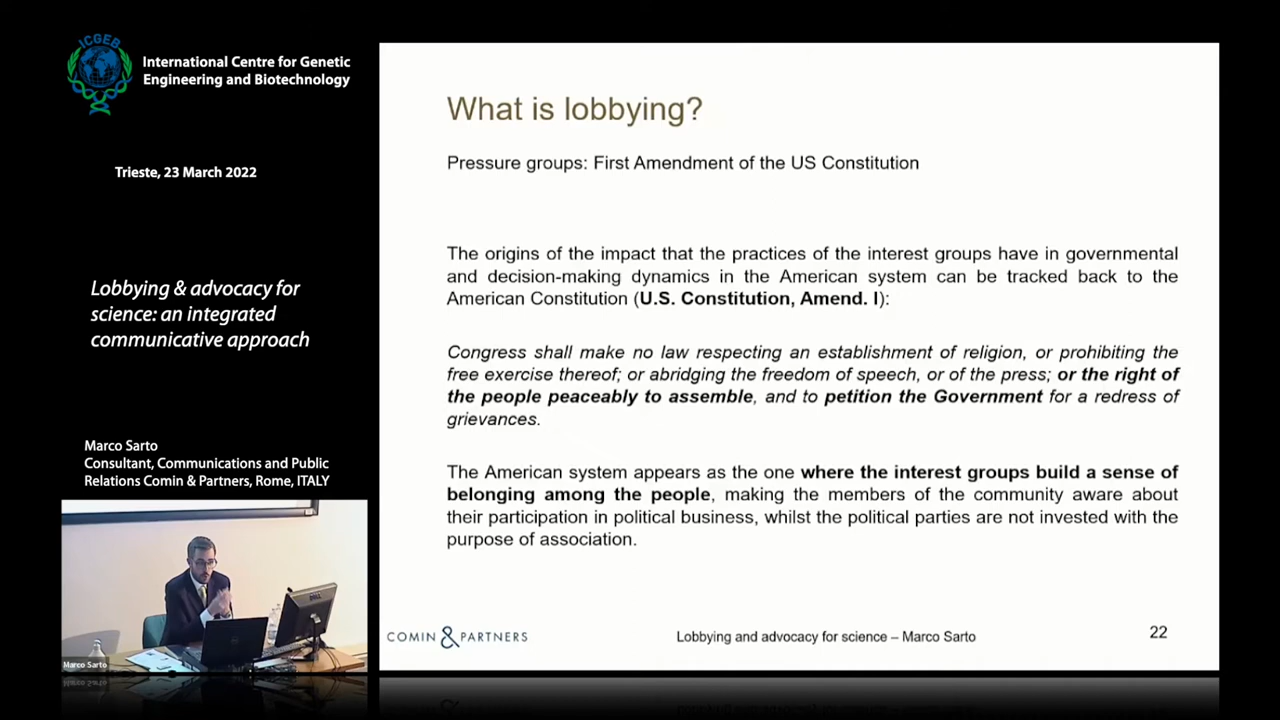 ICGEB
International Centre for Genetic
Engineering and Biotechnology
Trieste, 23 March 2022
Lobbying & advocacy for
science: an integrated
communicative approach
Marco Sarto
Consultant, Communications and Public
Relations Comin & Partners, Rome, ITALY
DELL
Marco Sarto
What is lobbying?
Pressure groups: First Amendment of the US Constitution
The origins of the impact that the practices of the interest groups have in governmental
and decision-making dynamics in the American system can be tracked back to the
American Constitution (U.S. Constitution, Amend. I):
Congress shall make no law respecting an establishment of religion, or prohibiting the
free exercise thereof; or abridging the freedom of speech, or of the press; or the right of
the people peaceably to assemble, and to petition the Government for a redress of
grievances.
The American system appears as the one where the interest groups build a sense of
belonging among the people, making the members of the community aware about
their participation in political business, whilst the political parties are not invested with the
purpose of association.
COMIN & PARTNERS
Lobbying and advocacy for science – Marco Sarto
22